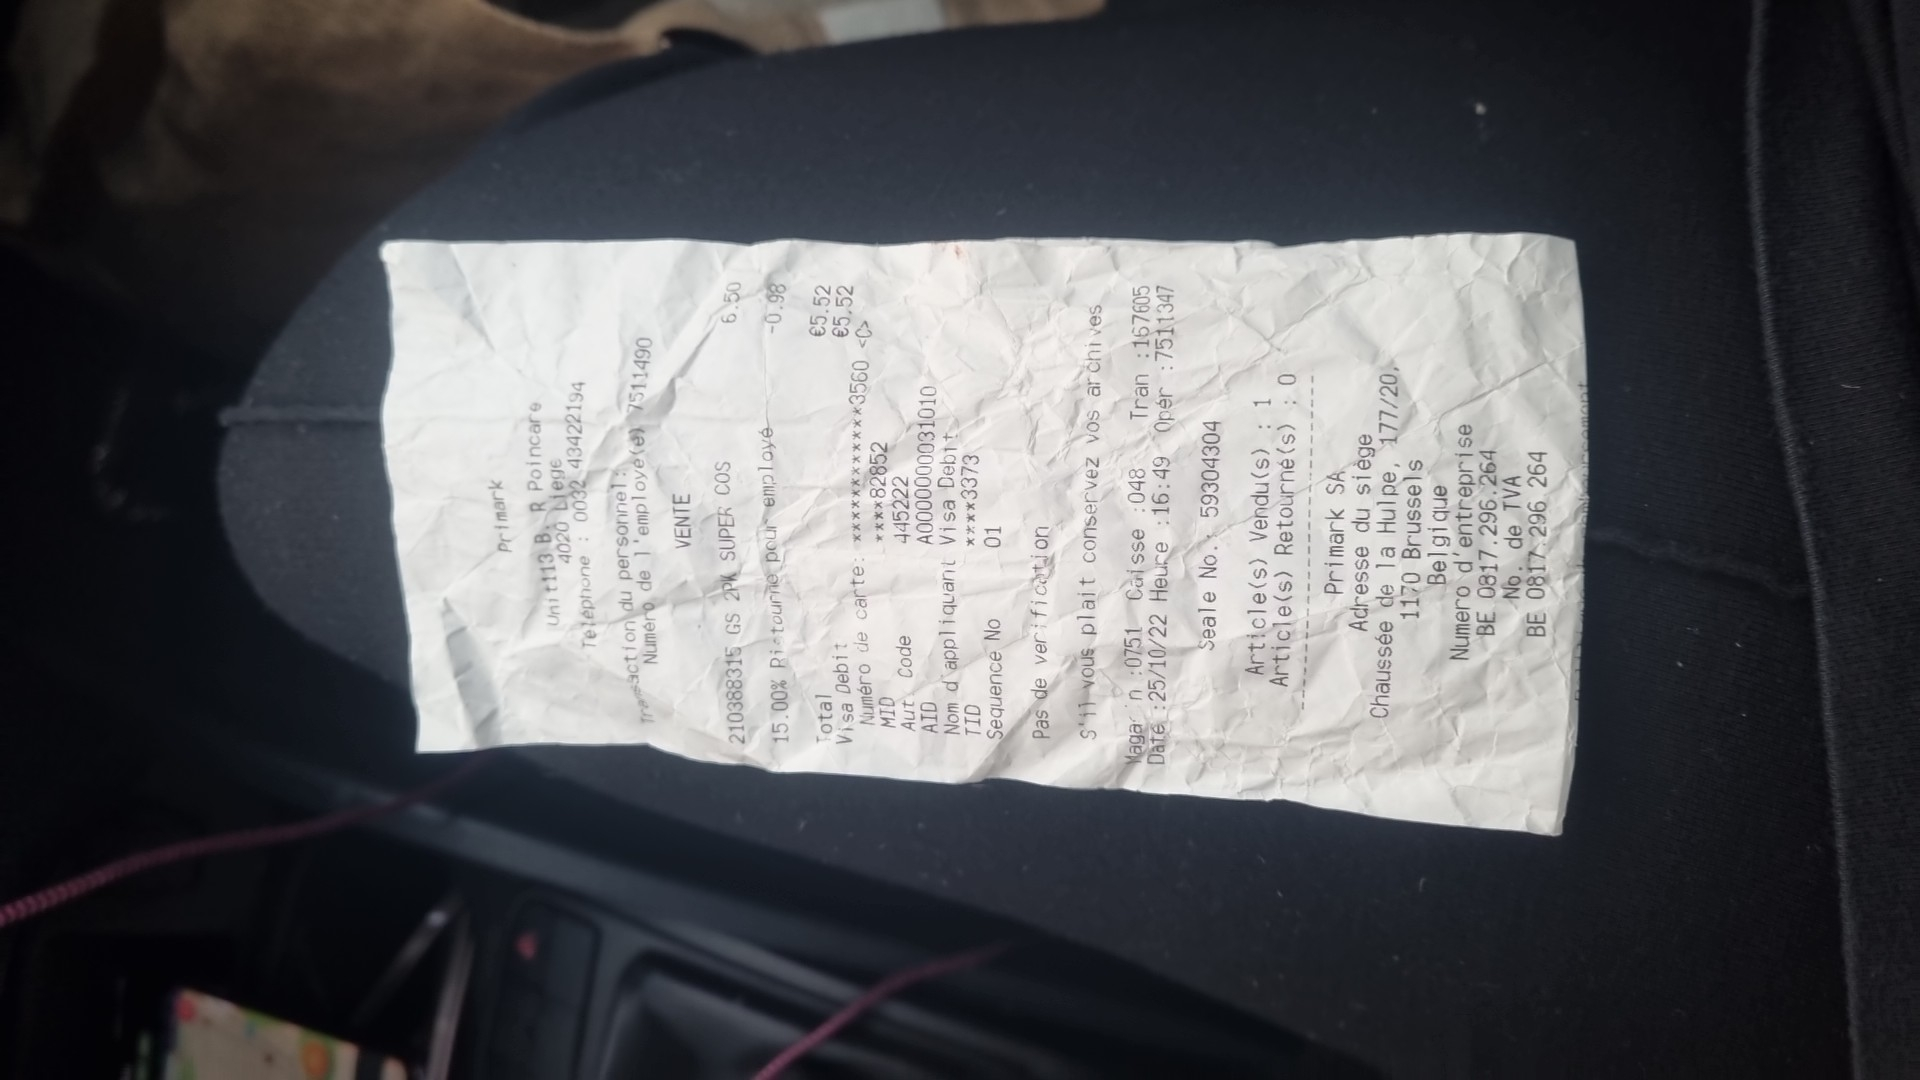 Primark
Unit113 B. R Poincare
4020 Liege
Téléphone : 0032 43422194
Transaction du personnel:
Numéro de l'employé(e) 7511490
VENTE
210388315 GS 2PK SUPER COS 6.50
15.00% Ristourne pour employé -0.98
Total €5.52
Visa Debit €5.52
Numéro de carte: ***************3560 <C>
MID ****82852
Aut Code 445222
AID A0000000031010
Nom d'appliquant Visa Debit
TID ****3373
Sequence No 01
Pas de verification
S'il vous plait conservez vos archives
Magasin :0751 Caisse :048 Tran :167605
Date :25/10/22 Heure :16:49 Opér :7511347
Seale No.: 59304304
Article(s) Vendu(s) : 1
Article(s) Retourné(s) : 0
--------------------------------
Primark SA
Adresse du siége
Chaussée de la Hulpe, 177/20,
1170 Brussels
Belgique
Numero d'entreprise
BE 0817.296.264
No. de TVA
BE 0817.296.264